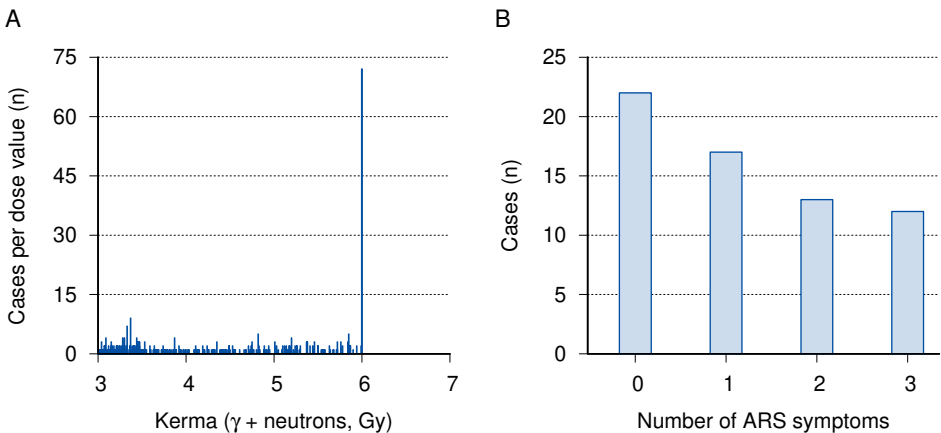 A
B
Cases per dose value (n)
75
60
45
30
15
0
3 4 5 6 7
Kerma (γ + neutrons, Gy)
Cases (n)
25
20
15
10
5
0
0 1 2 3
Number of ARS symptoms